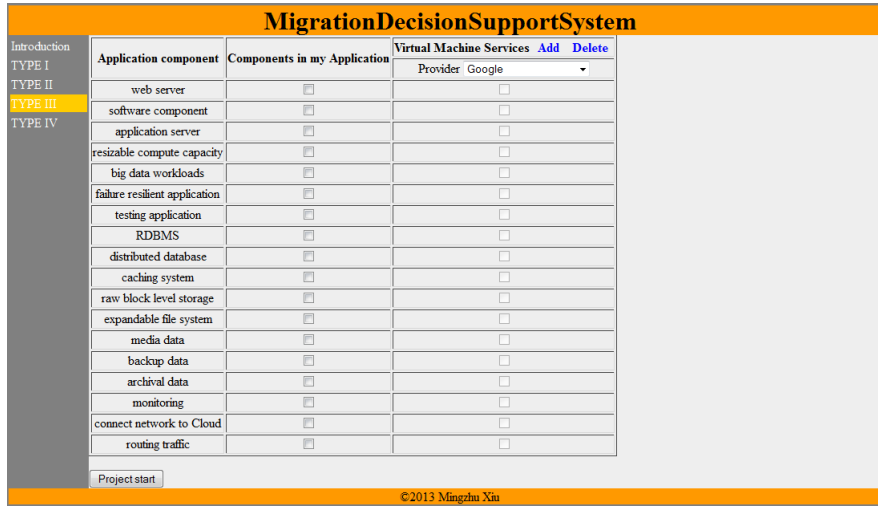 MigrationDecisionSupportSystem
Introduction
TYPE I
TYPE II
TYPE III
TYPE IV
Application component Components in my Application Virtual Machine Services Add Delete
Provider Google
web server
software component
application server
resizable compute capacity
big data workloads
failure resilient application
testing application
RDBMS
distributed database
caching system
raw block level storage
expandable file system
media data
backup data
archival data
monitoring
connect network to Cloud
routing traffic
Project start
©2013 Mingzhu Xiu